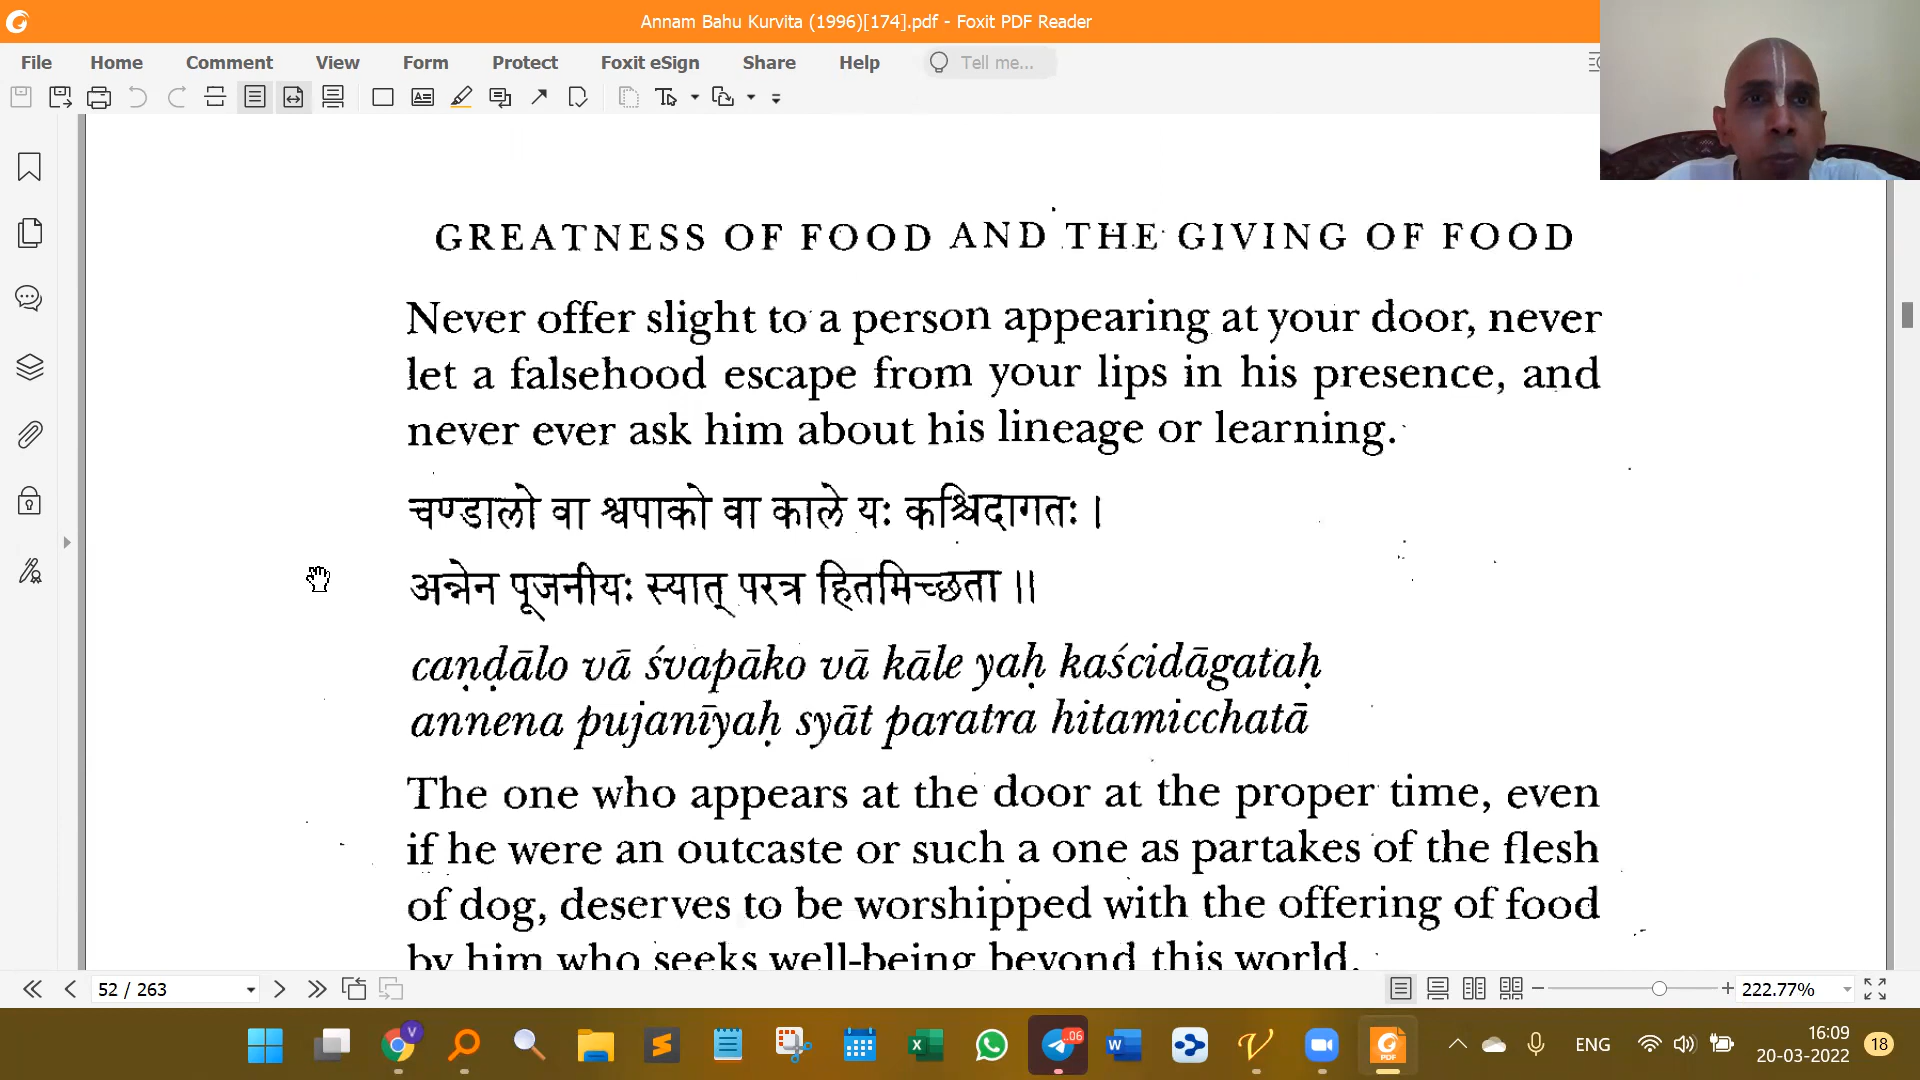 Annam Bahu Kurvita (1996)[174].pdf - Foxit PDF Reader
File Home Comment View Form Protect Foxit eSign Share Help Tell me...
GREATNESS OF FOOD AND THE GIVING OF FOOD
Never offer slight to a person appearing at your door, never
let a falsehood escape from your lips in his presence, and
never ever ask him about his lineage or learning.
चण्डालो वा श्वपाको वा काले यः कश्चिदागतः ।
अन्नेन पूजनीयः स्यात् परत्र हितमिच्छता ॥
caṇḍālo vā śvapāko vā kāle yaḥ kaścidāgataḥ
annena pujanīyaḥ syāt paratra hitamicchatā
The one who appears at the door at the proper time, even
if he were an outcaste or such a one as partakes of the flesh
of dog, deserves to be worshipped with the offering of food
by him who seeks well-being beyond this world.
52 / 263
222.77%
V
..06
PDF
ENG
16:09
20-03-2022
18